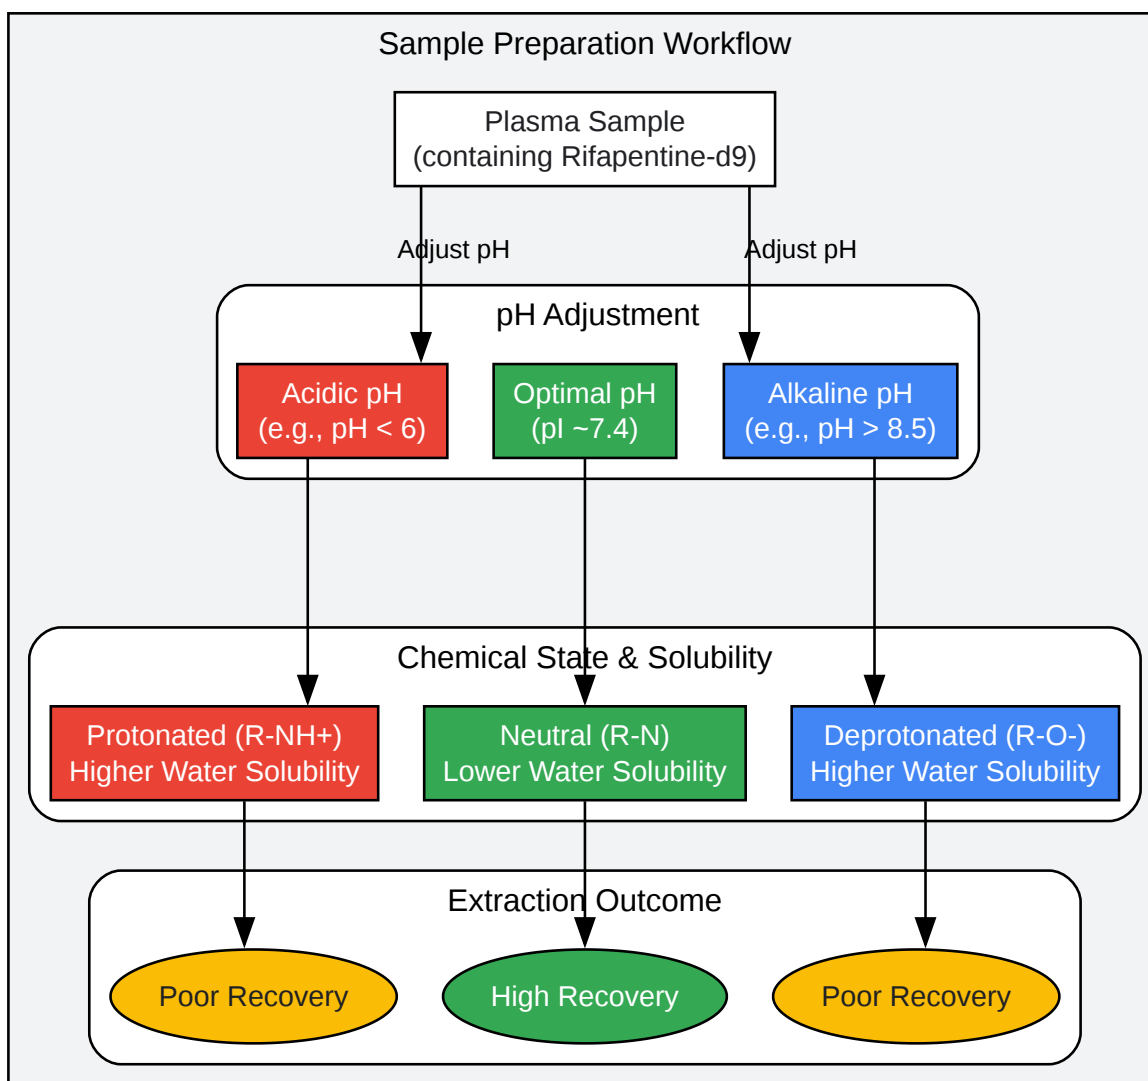 Sample Preparation Workflow
Plasma Sample
(containing Rifapentine-d9)
Adjust pH
Adjust pH
pH Adjustment
Acidic pH
(e.g., pH < 6)
Optimal pH
(pI ~7.4)
Alkaline pH
(e.g., pH > 8.5)
Chemical State & Solubility
Protonated (R-NH+)
Higher Water Solubility
Neutral (R-N)
Lower Water Solubility
Deprotonated (R-O-)
Higher Water Solubility
Extraction Outcome
Poor Recovery
High Recovery
Poor Recovery